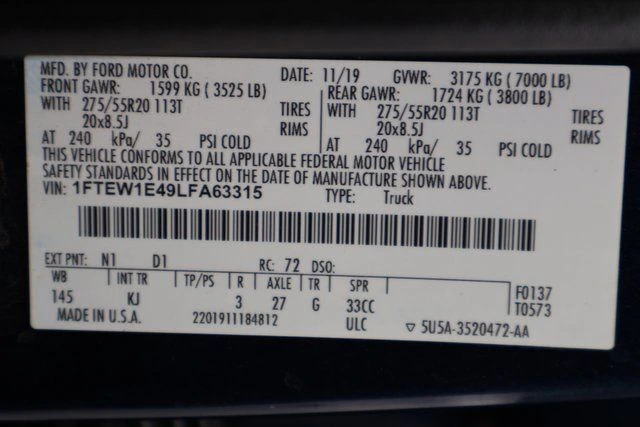 MFD. BY FORD MOTOR CO. DATE: 11/19 GVWR: 3175 KG ( 7000 LB)
FRONT GAWR: 1599 KG ( 3525 LB) REAR GAWR: 1724 KG ( 3800 LB)
WITH 275/55R20 113T TIRES WITH 275/55R20 113T TIRES
20x8.5J RIMS 20x8.5J RIMS
AT 240 kPa/ 35 PSI COLD AT 240 kPa/ 35 PSI COLD
THIS VEHICLE CONFORMS TO ALL APPLICABLE FEDERAL MOTOR VEHICLE
SAFETY STANDARDS IN EFFECT ON THE DATE OF MANUFACTURE SHOWN ABOVE.
VIN: 1FTEW1E49LFA63315 TYPE: Truck
EXT PNT: N1 D1 RC: 72 DSO:
WB INT TR TP/PS R AXLE TR SPR F0137
145 KJ 3 27 G 33CC T0573
MADE IN U.S.A. 2201911184812 ULC ▽ 5U5A-3520472-AA